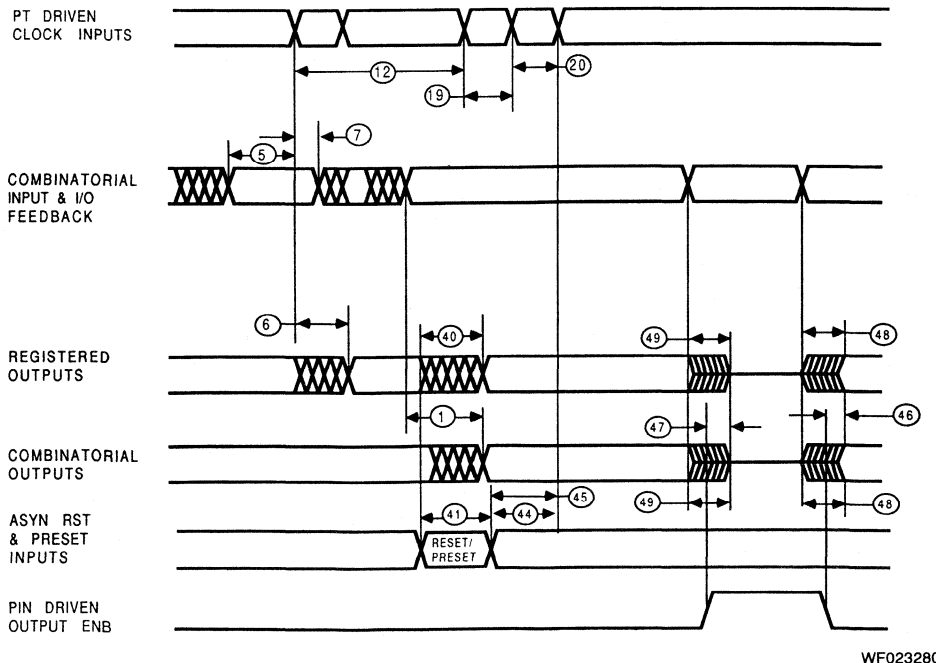 PT DRIVEN
CLOCK INPUTS
12
20
19
7
5
COMBINATORIAL
INPUT & I/O
FEEDBACK
6
40
49
48
REGISTERED
OUTPUTS
1
47
46
COMBINATORIAL
OUTPUTS
45
49
48
41
44
ASYN RST
& PRESET
INPUTS
RESET/
PRESET
PIN DRIVEN
OUTPUT ENB
WF023280